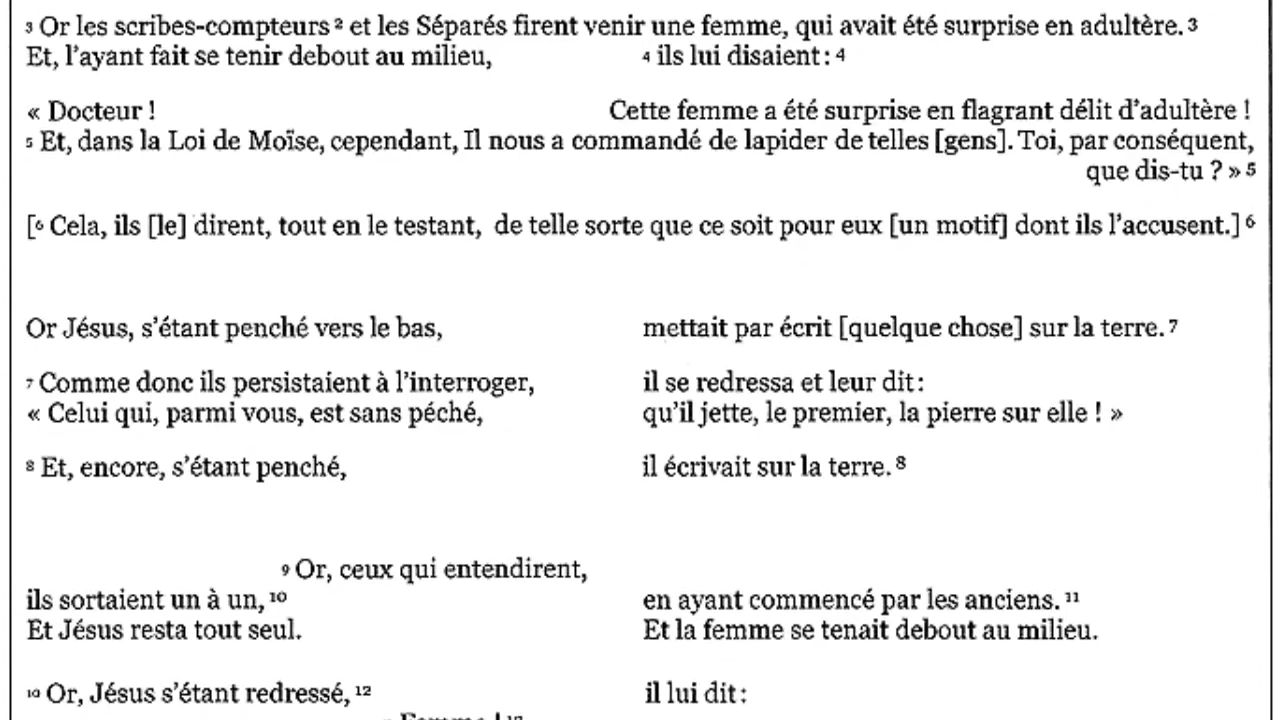 3 Or les scribes-compteurs 2 et les Séparés firent venir une femme, qui avait été surprise en adultère. 3
Et, l'ayant fait se tenir debout au milieu, 4 ils lui disaient : 4
« Docteur ! Cette femme a été surprise en flagrant délit d'adultère !
5 Et, dans la Loi de Moïse, cependant, Il nous a commandé de lapider de telles [gens]. Toi, par conséquent,
que dis-tu ? » 5
[6 Cela, ils [le] dirent, tout en le testant, de telle sorte que ce soit pour eux [un motif] dont ils l'accusent.] 6
Or Jésus, s'étant penché vers le bas, mettait par écrit [quelque chose] sur la terre. 7
7 Comme donc ils persistaient à l'interroger, il se redressa et leur dit :
« Celui qui, parmi vous, est sans péché, qu'il jette, le premier, la pierre sur elle ! »
8 Et, encore, s'étant penché, il écrivait sur la terre. 8
9 Or, ceux qui entendirent,
ils sortaient un à un, 10 en ayant commencé par les anciens. 11
Et Jésus resta tout seul. Et la femme se tenait debout au milieu.
10 Or, Jésus s'étant redressé, 12 il lui dit :